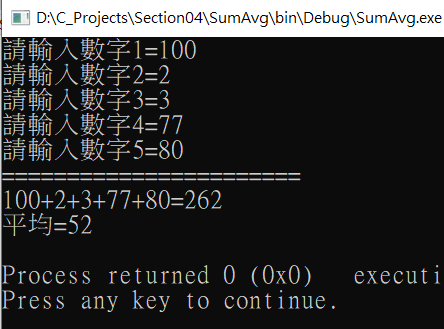 D:\C_Projects\Section04\SumAvg\bin\Debug\SumAvg.exe
請輸入數字1=100
請輸入數字2=2
請輸入數字3=3
請輸入數字4=77
請輸入數字5=80
=======================
100+2+3+77+80=262
平均=52
Process returned 0 (0x0)   executi
Press any key to continue.